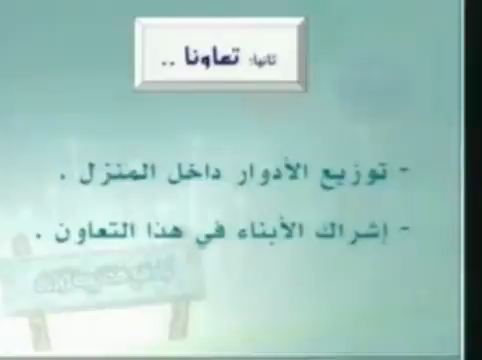 ثانيا: تعاونا ..
- توزيع الأدوار داخل المنزل .
- إشراك الأبناء في هذا التعاون .